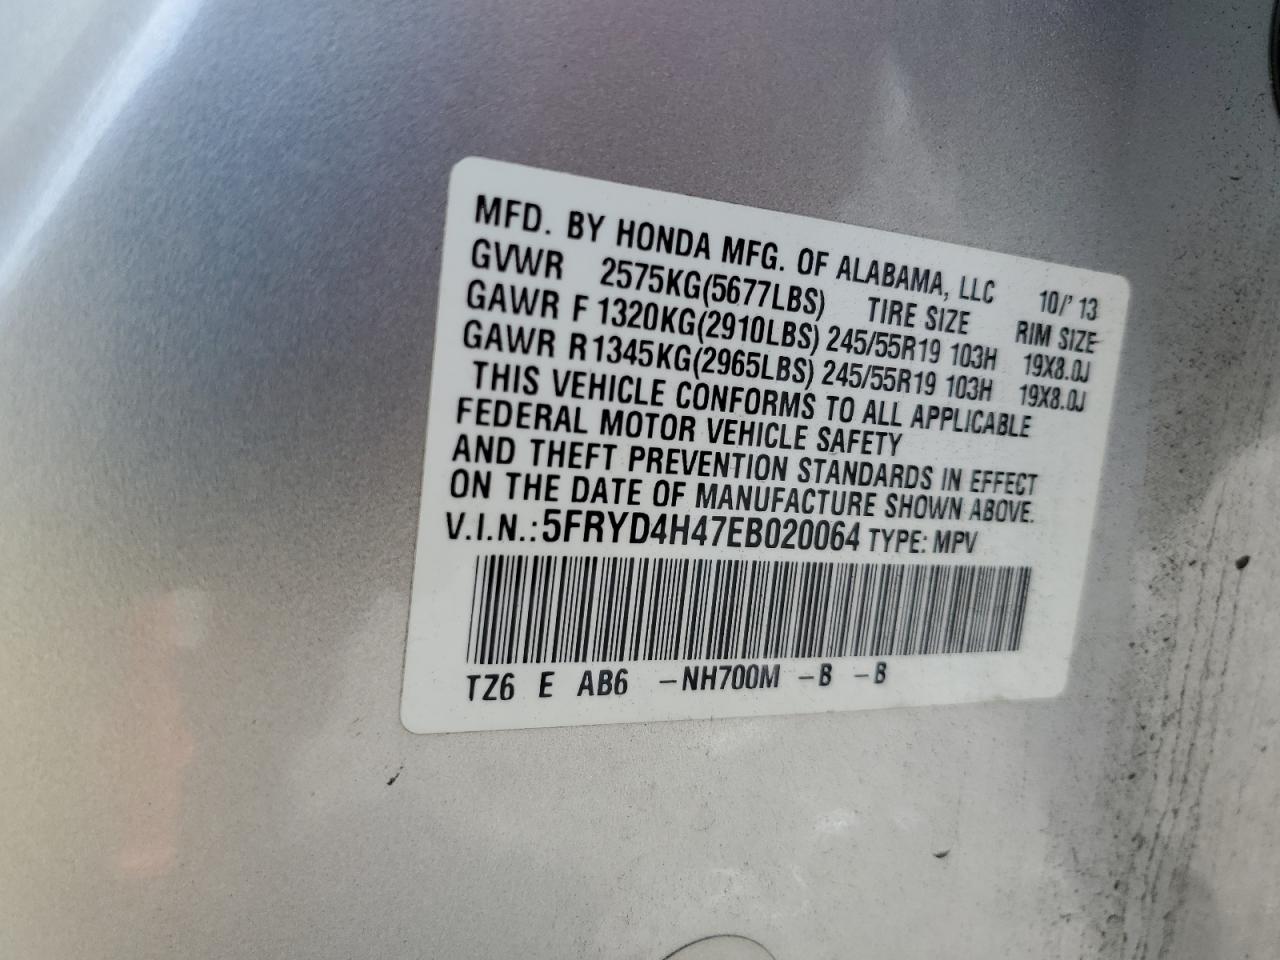 MFD. BY HONDA MFG. OF ALABAMA, LLC 10/'13
GVWR 2575KG(5677LBS) TIRE SIZE RIM SIZE
GAWR F 1320KG(2910LBS) 245/55R19 103H 19X8.0J
GAWR R 1345KG(2965LBS) 245/55R19 103H 19X8.0J
THIS VEHICLE CONFORMS TO ALL APPLICABLE
FEDERAL MOTOR VEHICLE SAFETY
AND THEFT PREVENTION STANDARDS IN EFFECT
ON THE DATE OF MANUFACTURE SHOWN ABOVE.
V.I.N.: 5FRYD4H47EB020064 TYPE: MPV
TZ6 E AB6 –NH700M –B –B